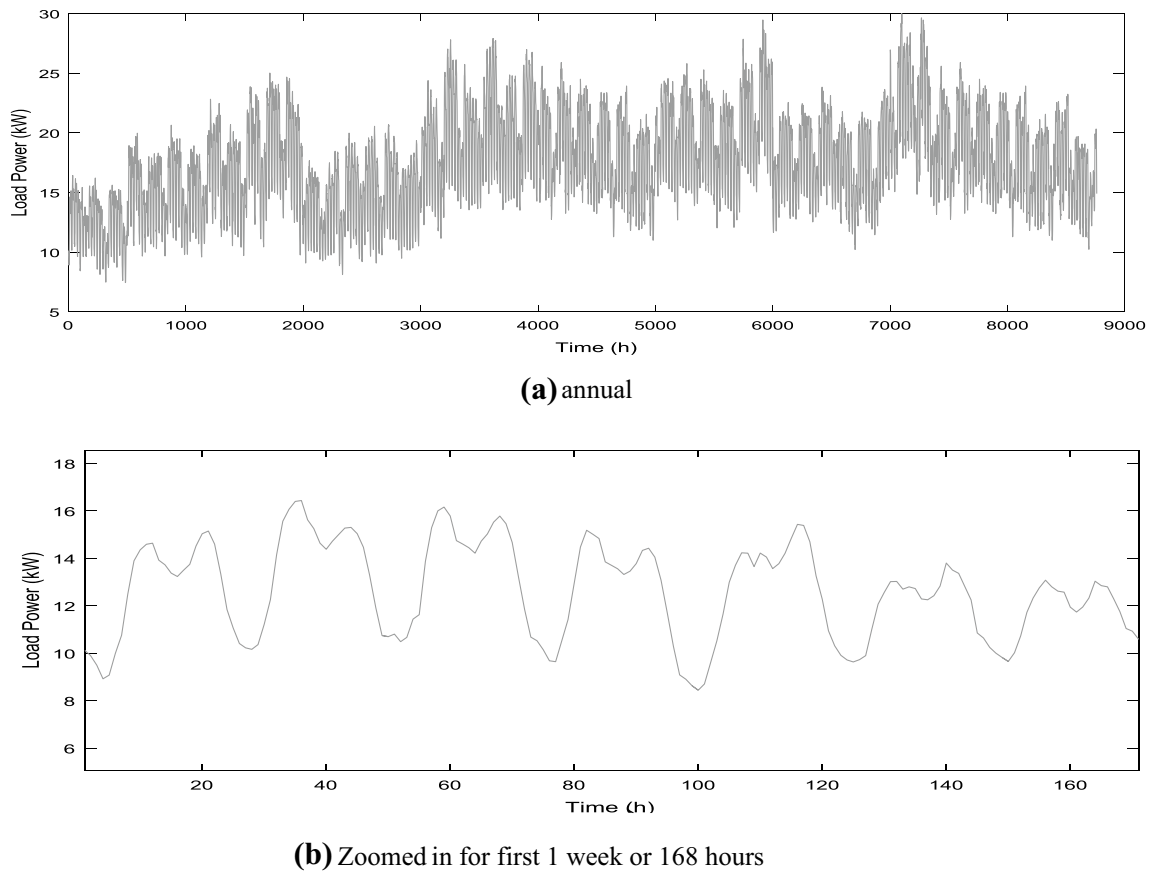 30
25
20
15
10
5
Load Power (kW)
0 1000 2000 3000 4000 5000 6000 7000 8000 9000
Time (h)
(a) annual
18
16
14
12
10
8
6
Load Power (kW)
20 40 60 80 100 120 140 160
Time (h)
(b) Zoomed in for first 1 week or 168 hours